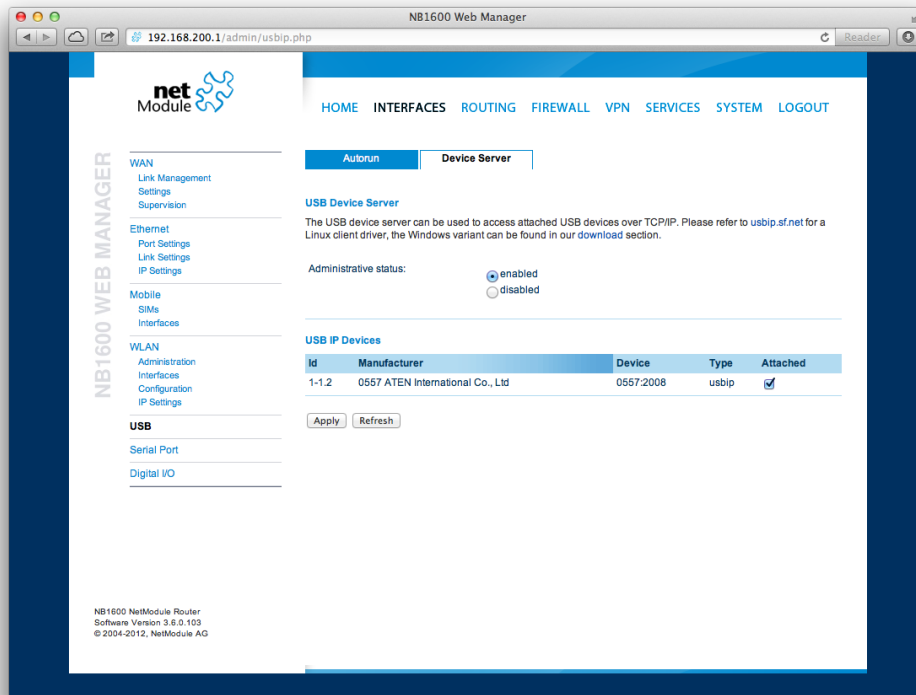 NB1600 Web Manager
192.168.200.1/admin/usbip.php
Reader
net
Module
HOME INTERFACES ROUTING FIREWALL VPN SERVICES SYSTEM LOGOUT
NB1600 WEB MANAGER
WAN
Link Management
Settings
Supervision
Ethernet
Port Settings
Link Settings
IP Settings
Mobile
SIMs
Interfaces
WLAN
Administration
Interfaces
Configuration
IP Settings
USB
Serial Port
Digital I/O
Autorun Device Server
USB Device Server
The USB device server can be used to access attached USB devices over TCP/IP. Please refer to usbip.sf.net for a
Linux client driver, the Windows variant can be found in our download section.
Administrative status:
enabled
disabled
USB IP Devices
Id Manufacturer Device Type Attached
1-1.2 0557 ATEN International Co., Ltd 0557:2008 usbip
Apply Refresh
NB1600 NetModule Router
Software Version 3.6.0.103
© 2004-2012, NetModule AG